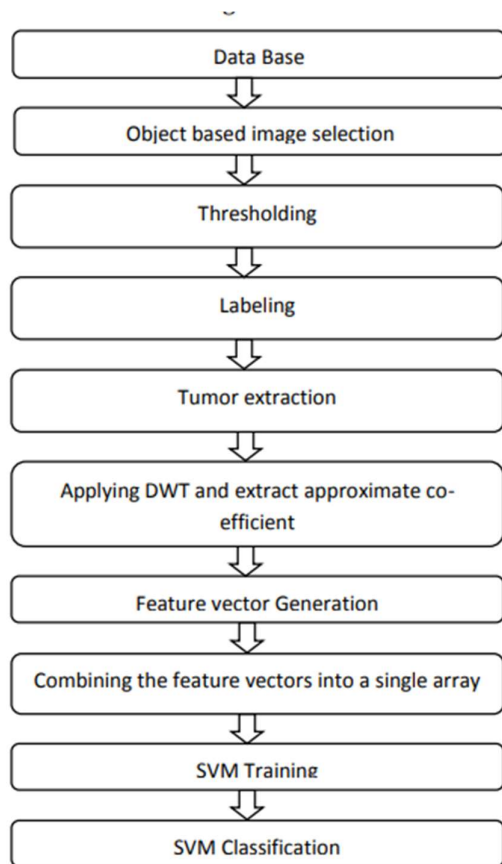 Data Base
Object based image selection
Thresholding
Labeling
Tumor extraction
Applying DWT and extract approximate co-
efficient
Feature vector Generation
Combining the feature vectors into a single array
SVM Training
SVM Classification